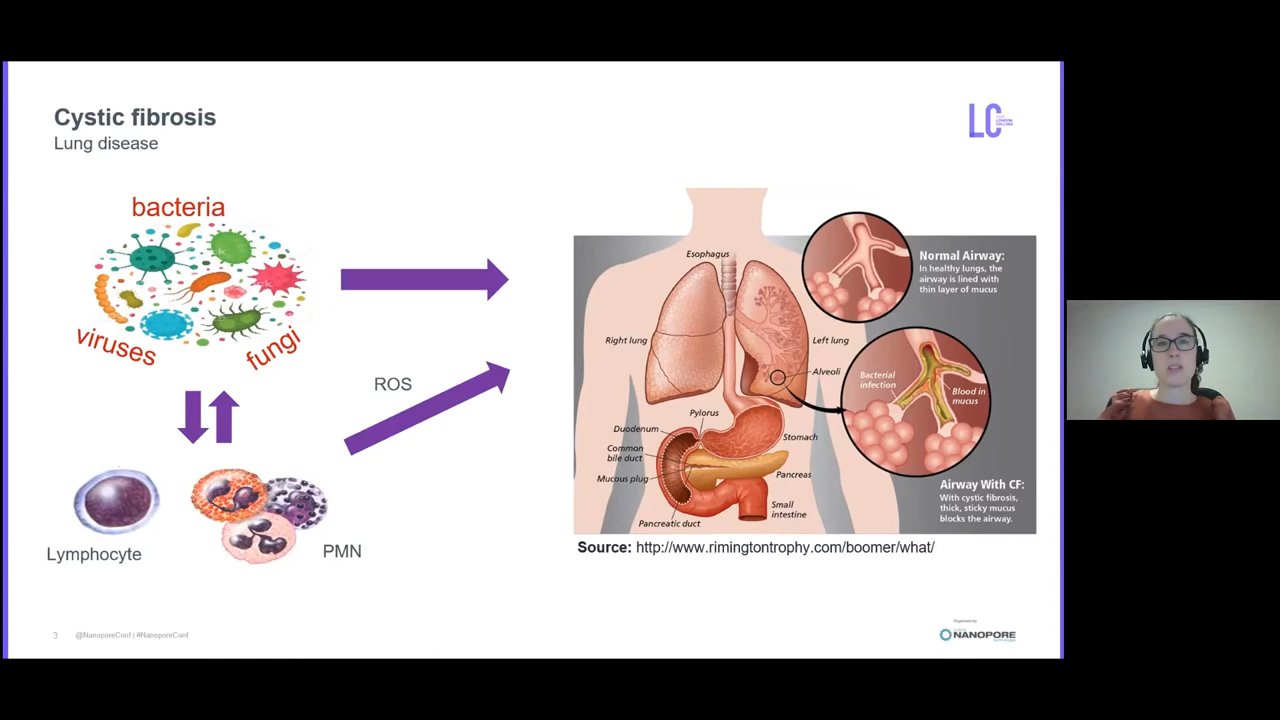 Cystic fibrosis
Lung disease
LC
LONDON
CALLING
bacteria
viruses
fungi
ROS
Lymphocyte
PMN
Esophagus
Right lung
Left lung
Alveoli
Pylorus
Duodenum
Common
bile duct
Mucous plug
Stomach
Pancreas
Small
intestine
Pancreatic duct
Normal Airway:
In healthy lungs, the
airway is lined with
thin layer of mucus
Bacterial
infection
Blood in
mucus
Airway With CF:
With cystic fibrosis,
thick, sticky mucus
blocks the airway.
Source: http://www.rimingtontrophy.com/boomer/what/
3
@NanoporeConf | #NanoporeConf
Organised by
NANOPORE